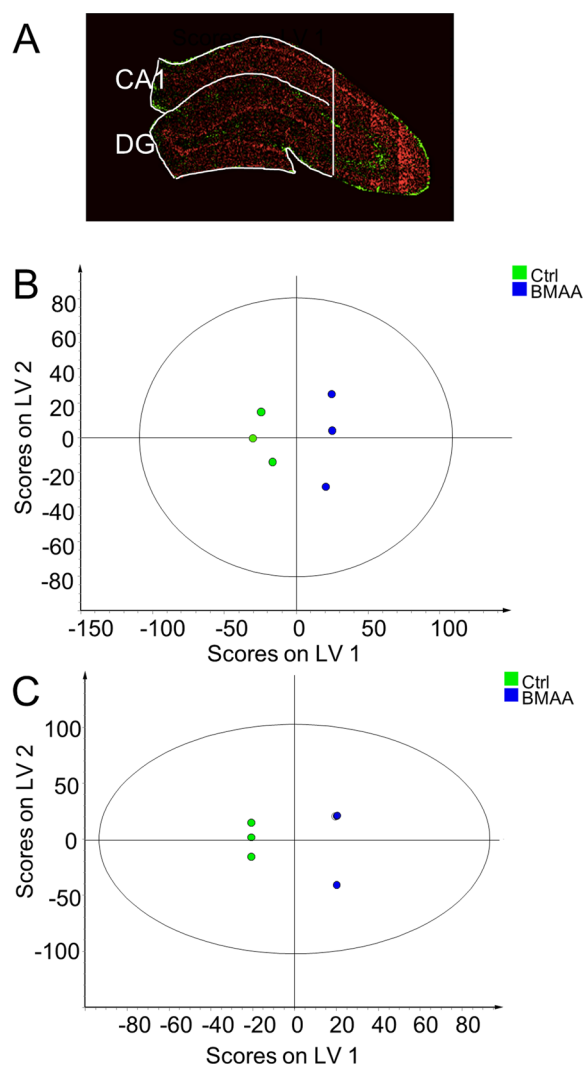 A
CA1
DG
B
Ctrl
BMAA
80
60
40
20
0
-20
-40
-60
-80
Scores on LV 2
-150 -100 -50 0 50 100
Scores on LV 1
C
Ctrl
BMAA
100
50
0
-50
-100
Scores on LV 2
-80 -60 -40 -20 0 20 40 60 80
Scores on LV 1